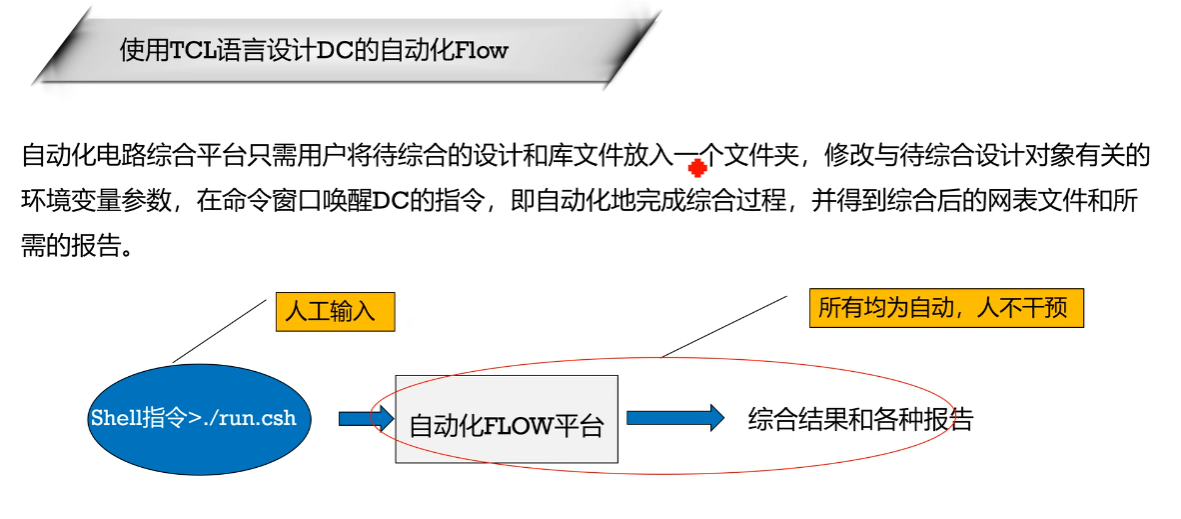 使用TCL语言设计DC的自动化Flow
自动化电路综合平台只需用户将待综合的设计和库文件放入一个文件夹，修改与待综合设计对象有关的
环境变量参数，在命令窗口唤醒DC的指令，即自动化地完成综合过程，并得到综合后的网表文件和所
需的报告。
人工输入
所有均为自动，人不干预
Shell指令>./run.csh
自动化FLOW平台
综合结果和各种报告